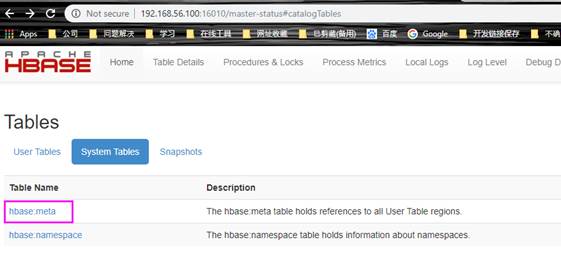 Not secure 192.168.56.100:16010/master-status#catalogTables
Apps 公司 问题解决 学习 在线工具 网址收藏 已剪藏(备用) 百度 Google 开发链接保存 不确
APACHE
HBASE
Home Table Details Procedures & Locks Process Metrics Local Logs Log Level Debug D
Tables
User Tables System Tables Snapshots
Table Name Description
hbase:meta The hbase:meta table holds references to all User Table regions.
hbase:namespace The hbase:namespace table holds information about namespaces.